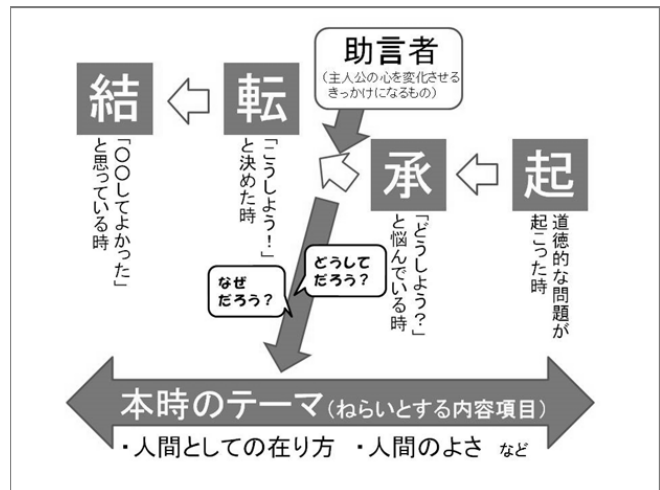 助言者
（主人公の心を変化させる
きっかけになるもの）
起
道徳的な問題が
起こった時
承
「どうしよう？」
と悩んでいる時
転
「こうしよう！」
と決めた時
結
「〇〇してよかった」
と思っている時
どうして
だろう？
なぜ
だろう？
本時のテーマ（ねらいとする内容項目）
・人間としての在り方　・人間のよさ　など